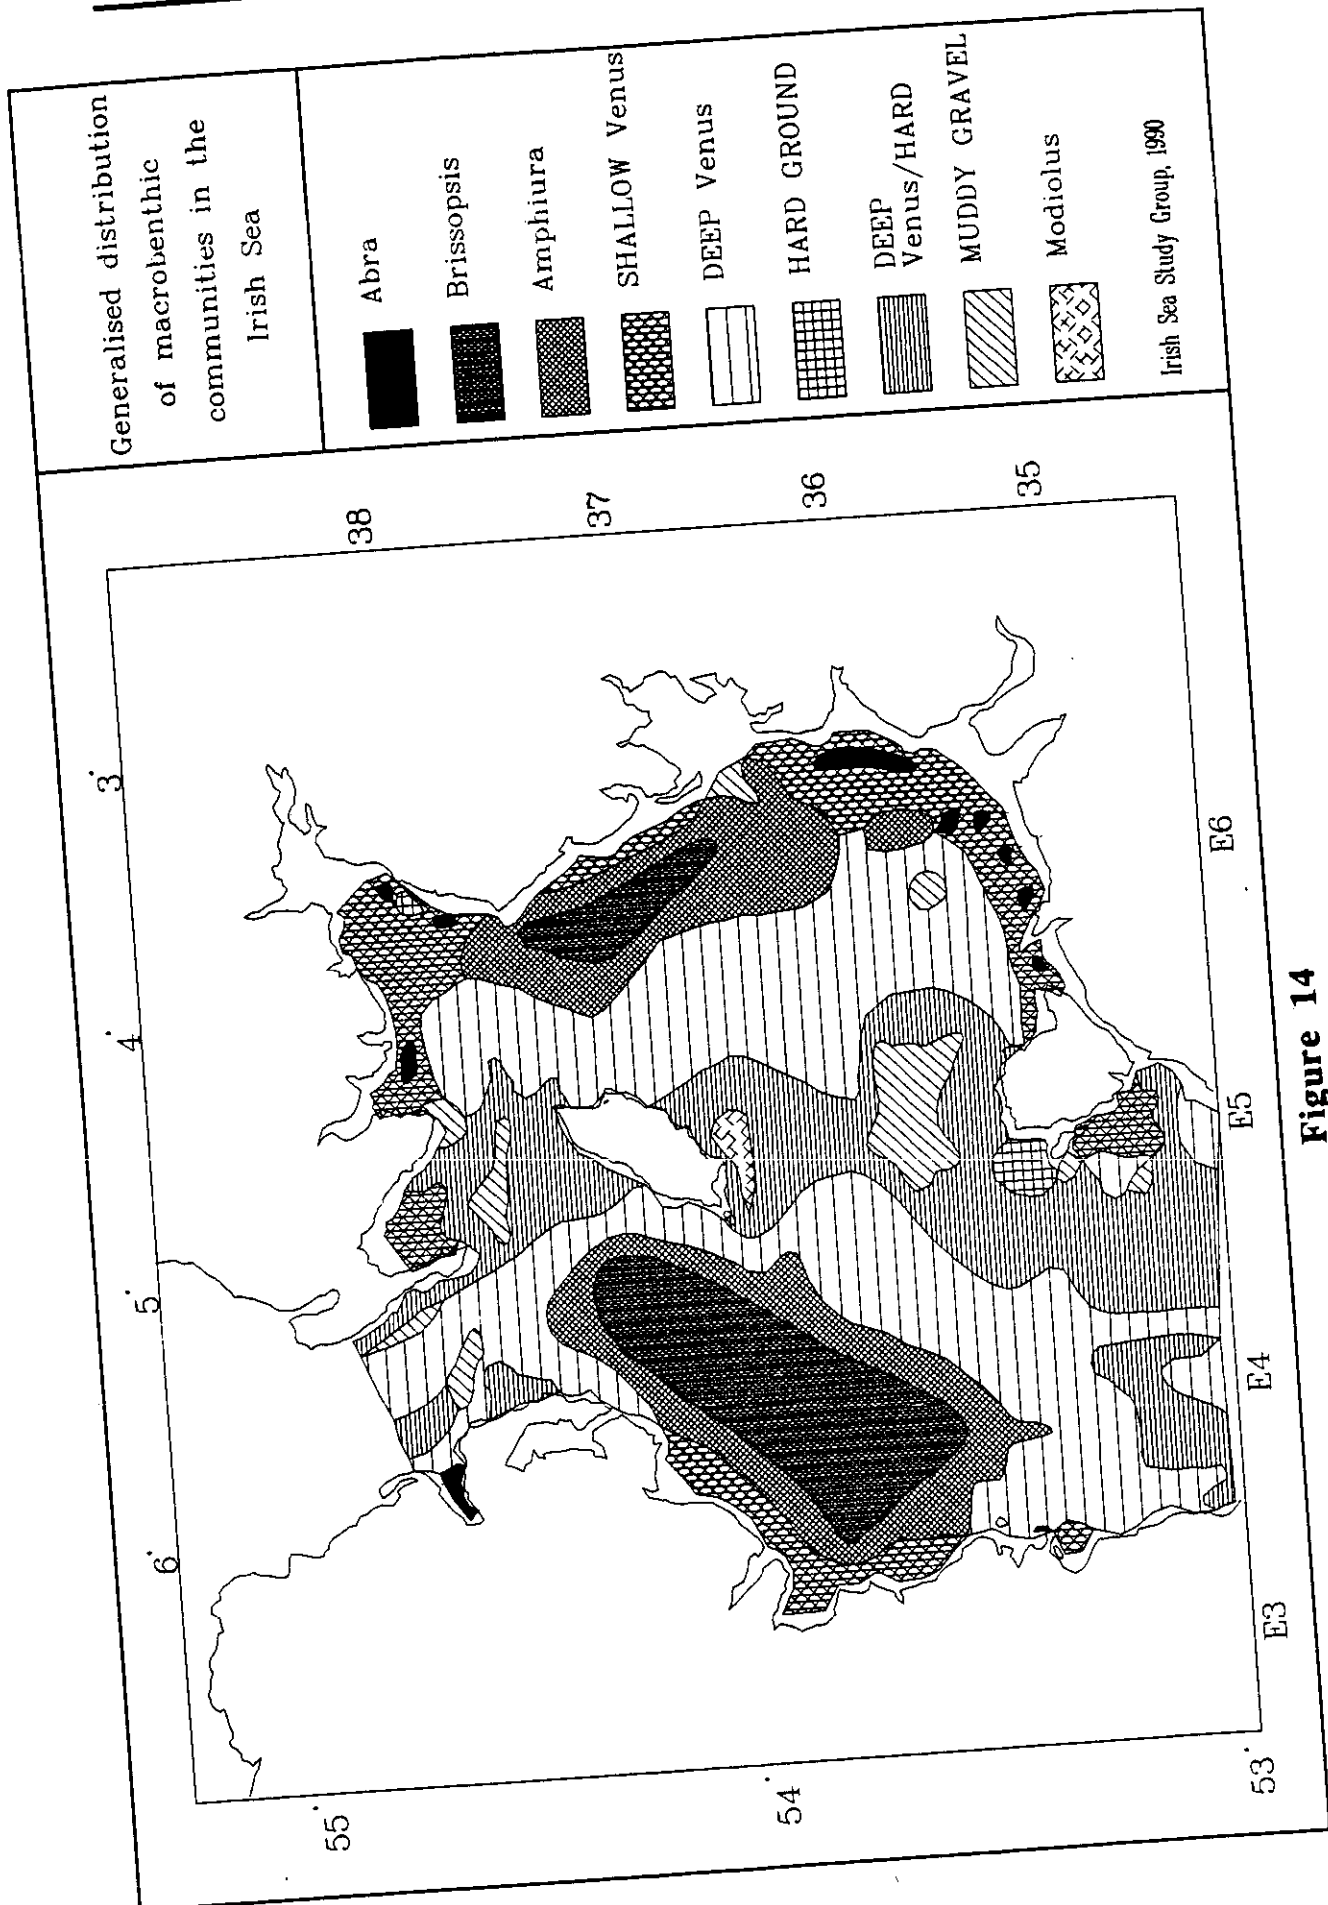 Generalised distribution
of macrobenthic
communities in the
Irish Sea
Abra
Brissopsis
Amphiura
SHALLOW Venus
DEEP Venus
HARD GROUND
DEEP
Venus/HARD
MUDDY GRAVEL
Modiolus
Irish Sea Study Group, 1990
38
37
36
35
3°
4°
5°
6°
55°
54°
53°
E6
E5
E4
E3
Figure 14